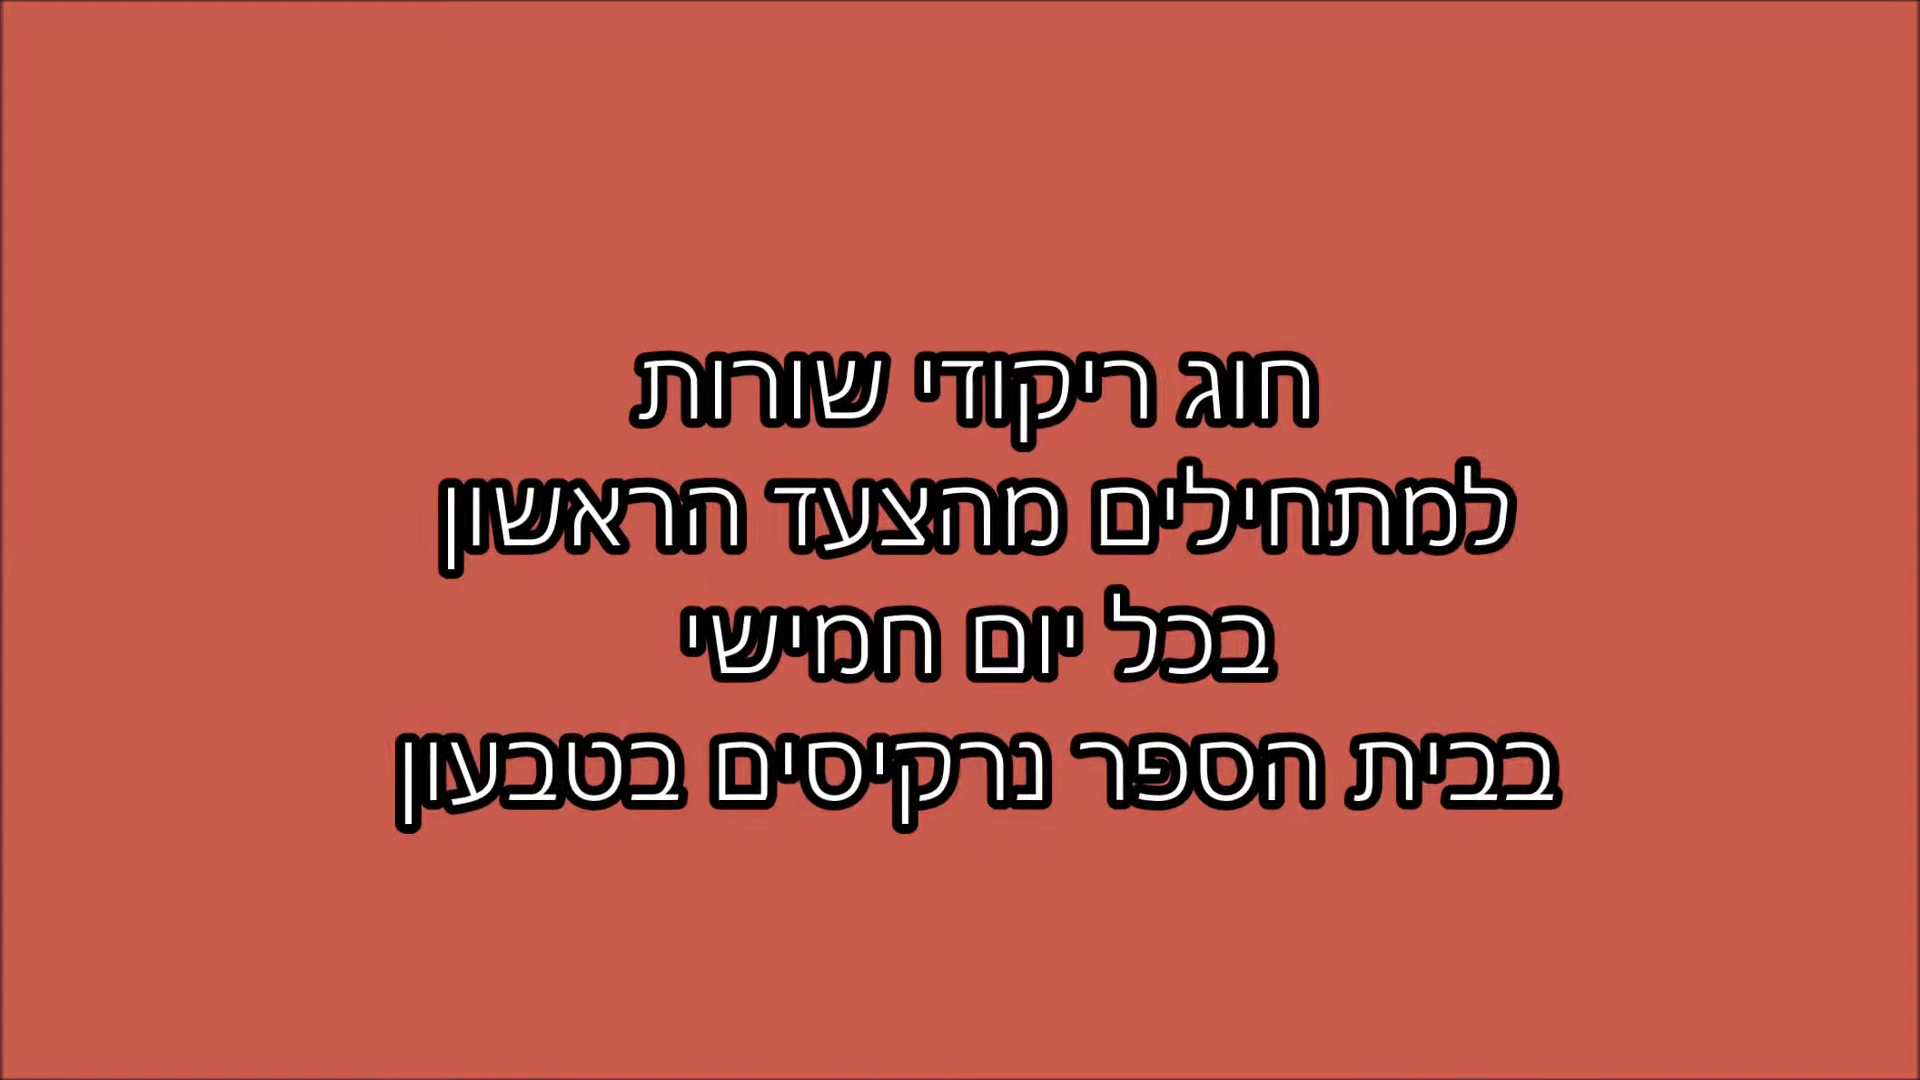 חוג ריקודי שורות
למתחילים מהצעד הראשון
בכל יום חמישי
בבית הספר נרקיסים בטבעון